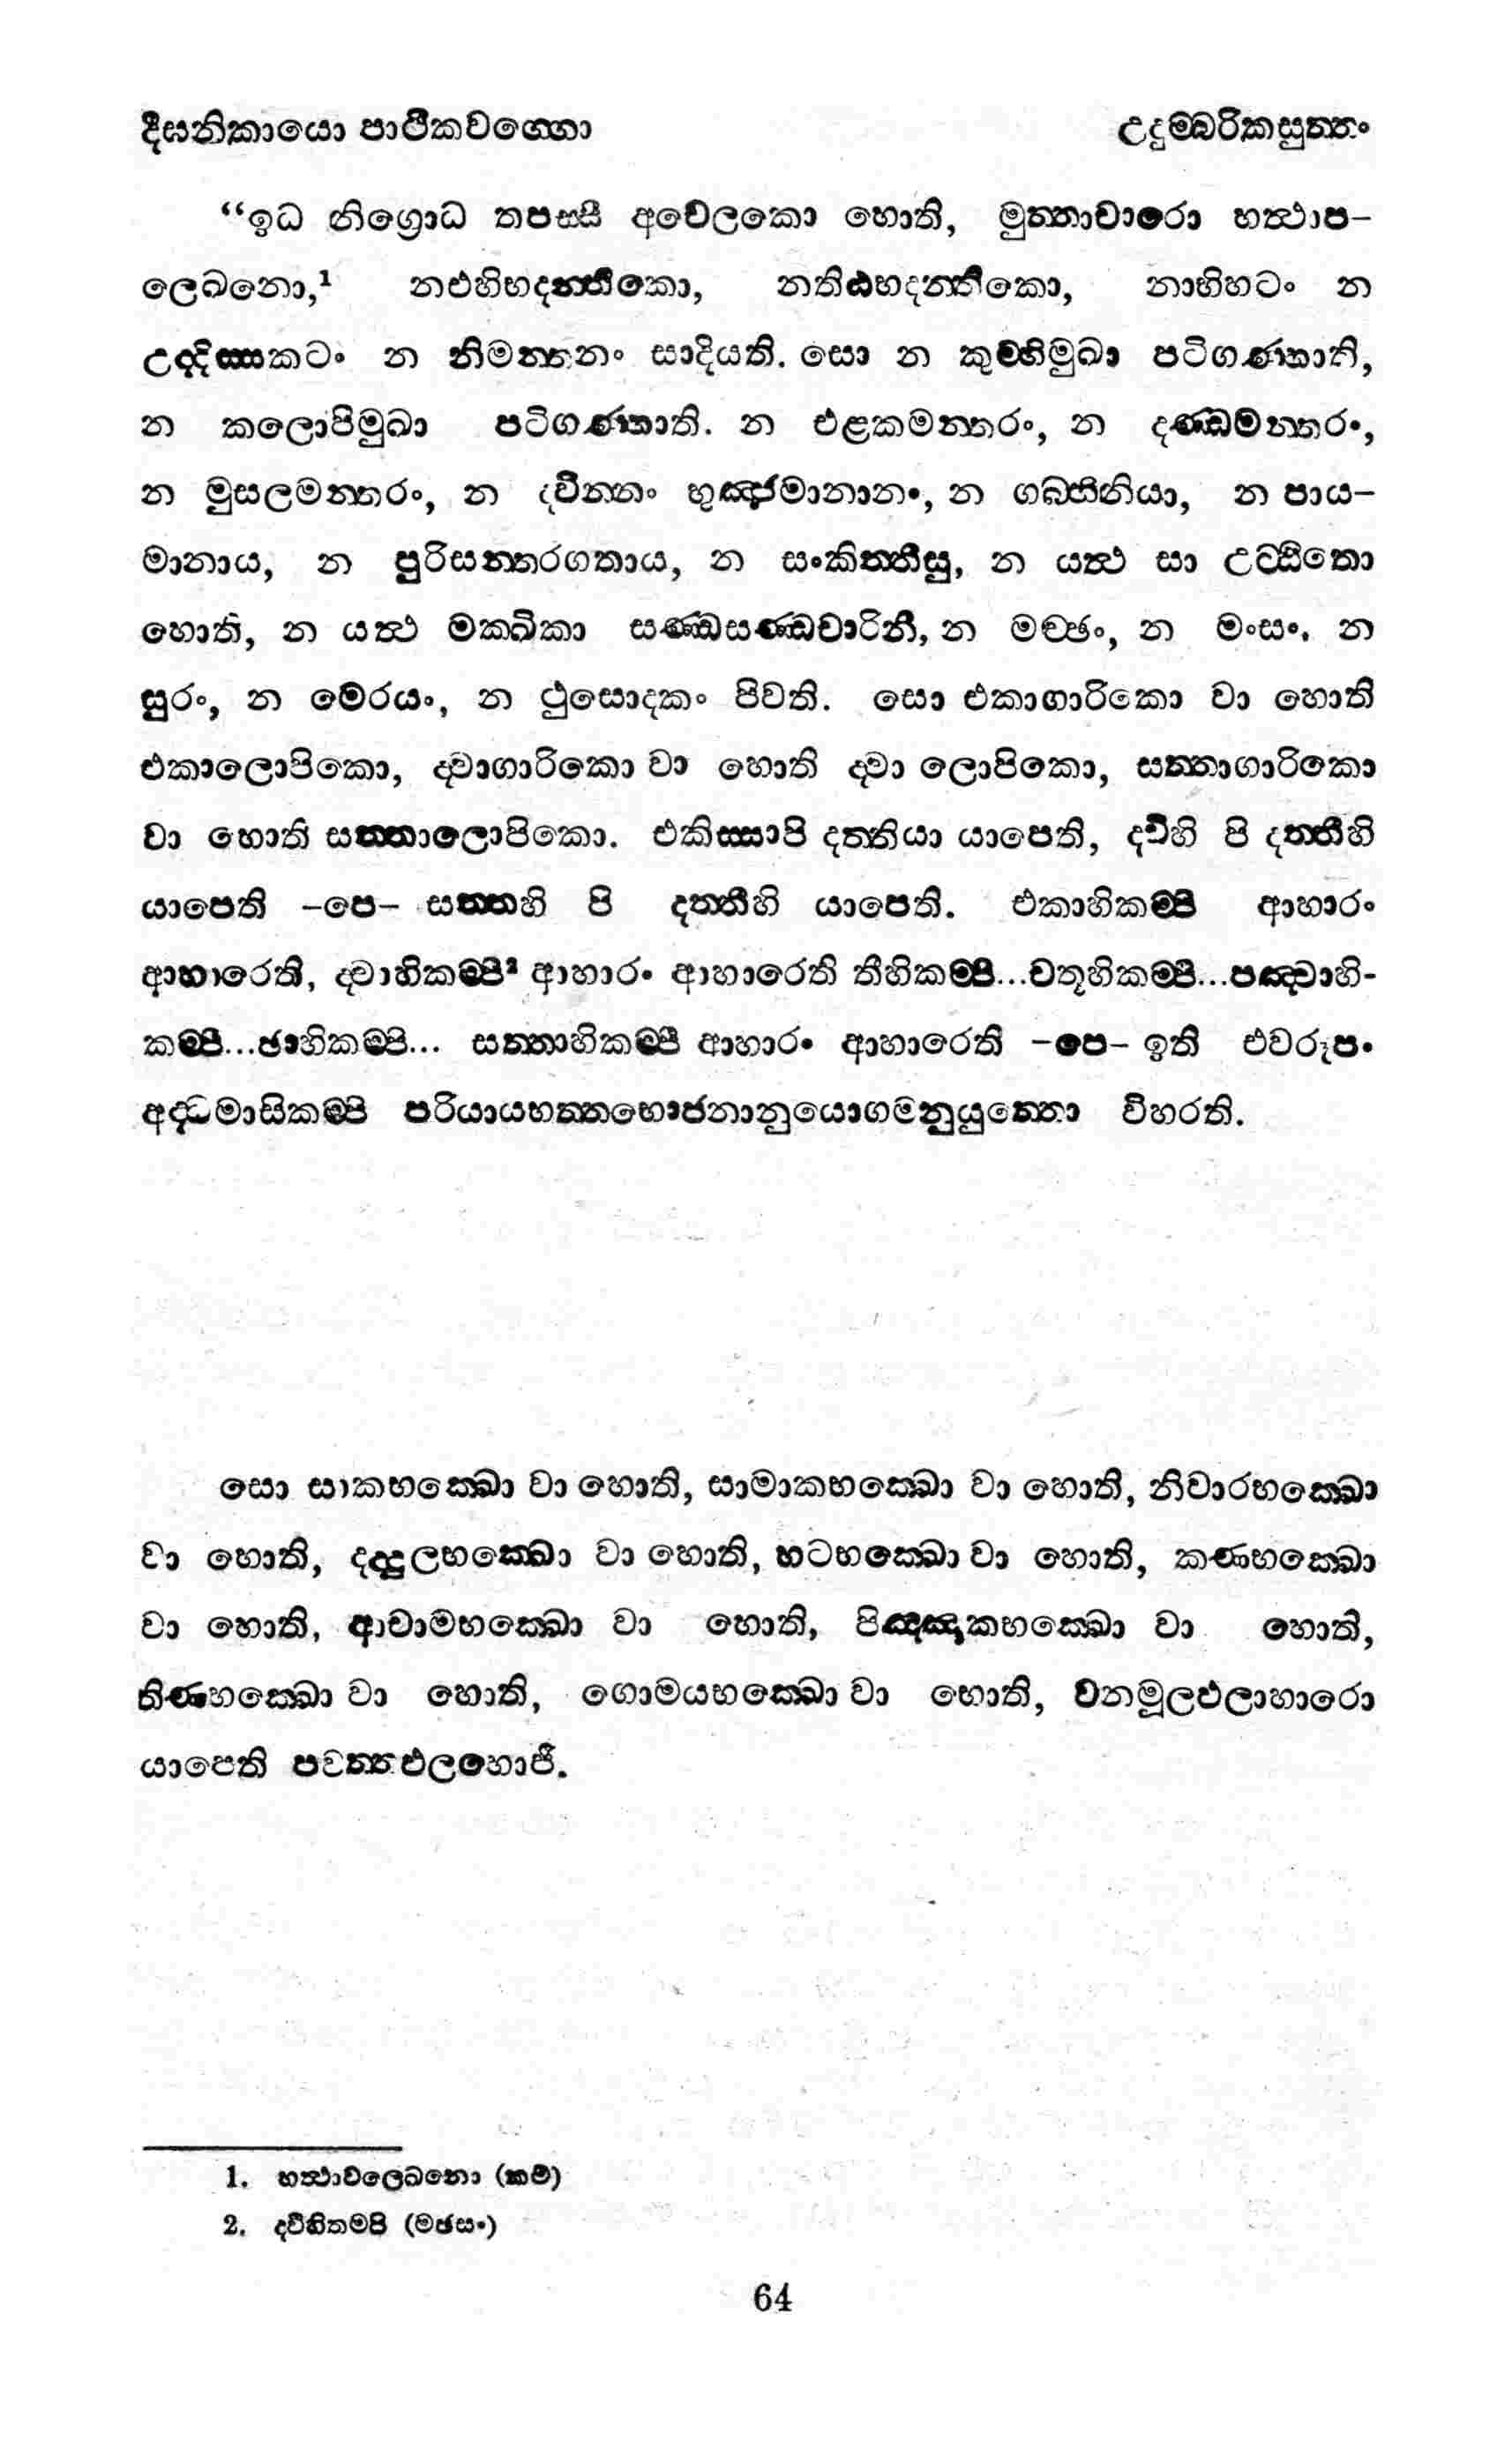 දීඝනිකායො පාථිකවග්ගො උදුම්බරිකසුත්තං
“ඉධ නිග්‍රොධ තපස්සී අචේලකො හොති, මුත්තාචාරො හත්ථාප-
ලෙඛනො,¹ නඑහිභදන්තිකො, නතිඨභදන්තිකො, නාභිහටං න
උද්දිස්සකටං න නිමන්තනං සාදියති. සො න කුම්භිමුඛා පටිගණ්හාති,
න කලොපිමුඛා පටිගණ්හාති. න එළකමන්තරං, න දණ්ඩමන්තරං,
න මුසලමන්තරං, න ද්වින්නං භුඤ්ජමානානං, න ගබ්භිනියා, න පාය-
මානාය, න පුරිසන්තරගතාය, න සංකිත්තීසු, න යත්ථ සා උට්ඨිතො
හොති, න යත්ථ මක්ඛිකා සණ්ඩසණ්ඩචාරිනී, න මච්ඡං, න මංසං, න
සුරං, න මෙරයං, න ථුසොදකං පිවති. සො එකාගාරිකො වා හොති
එකාලොපිකො, ද්වාගාරිකො වා හොති ද්වා ලොපිකො, සත්තාගාරිකො
වා හොති සත්තාලොපිකො. එකිස්සාපි දත්තියා යාපෙති, ද්වීහි පි දත්තීහි
යාපෙති -පෙ- සත්තහි පි දත්තීහි යාපෙති. එකාහිකම්පි ආහාරං
ආහාරෙති, ද්වාහිකම්පි² ආහාරං ආහාරෙති තීහිකම්පි...චතූහිකම්පි...පඤ්චාහි-
කම්පි...ඡාහිකම්පි... සත්තාහිකම්පි ආහාරං ආහාරෙති -පෙ- ඉති එවරූපං
අද්ධමාසිකම්පි පරියායභත්තභොජනානුයොගමනුයුත්තො විහරති.
සො සාකභක්ඛො වා හොති, සාමාකභක්ඛො වා හොති, නිවාරභක්ඛො
වා හොති, දද්දුලභක්ඛො වා හොති, හටභක්ඛො වා හොති, කණභක්ඛො
වා හොති, ආචාමභක්ඛො වා හොති, පිඤ්ඤාකභක්ඛො වා හොති,
තිණභක්ඛො වා හොති, ගොමයභක්ඛො වා හොති, වනමූලඵලාහාරො
යාපෙති පවත්තඵලභොජී.
1. හත්ථාවලෙඛනො (කම්)
2. ද්වීහිතම්පි (මඡසං)
64